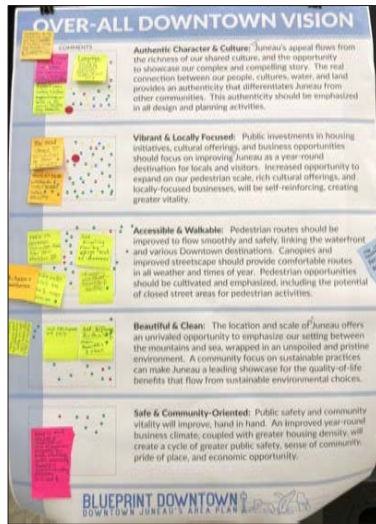 OVER-ALL DOWNTOWN VISION
COMMENTS
Authentic Character & Culture: Juneau's appeal flows from
the richness of our shared culture, and the opportunity
to showcase our complex and compelling story. The real
connection between our people, cultures, water, and land
provides an authenticity that differentiates Juneau from
other communities. This authenticity should be emphasized
in all design and planning activities.
Vibrant & Locally Focused: Public investments in housing
initiatives, cultural offerings, and business opportunities
should focus on improving Juneau as a year-round
destination for locals and visitors. Increased opportunity to
expand on our pedestrian scale, rich cultural offerings, and
locally-focused businesses, will be self-reinforcing, creating
greater vitality.
Accessible & Walkable: Pedestrian routes should be
improved to flow smoothly and safely, linking the waterfront
and various Downtown destinations. Canopies and
improved streetscape should provide comfortable routes
in all weather and times of year. Pedestrian opportunities
should be cultivated and emphasized, including the potential
of closed street areas for pedestrian activities.
Beautiful & Clean: The location and scale of Juneau offers
an unrivaled opportunity to emphasize our setting between
the mountains and sea, wrapped in an unspoiled and pristine
environment. A community focus on sustainable practices
can make Juneau a leading showcase for the quality-of-life
benefits that flow from sustainable environmental choices.
Safe & Community-Oriented: Public safety and community
vitality will improve, hand in hand. An improved year-round
business climate, coupled with greater housing density, will
create a cycle of greater public safety, sense of community,
pride of place, and economic opportunity.
BLUEPRINT DOWNTOWN
DOWNTOWN JUNEAU'S AREA PLAN